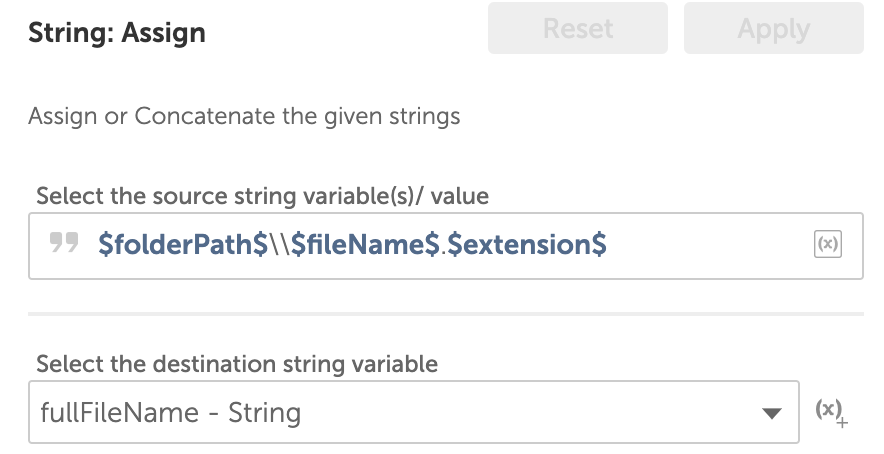 String: Assign
Reset
Apply
Assign or Concatenate the given strings
Select the source string variable(s)/ value
$folderPath$\\$fileName$.$extension$
(x)
Select the destination string variable
fullFileName - String
(x)+